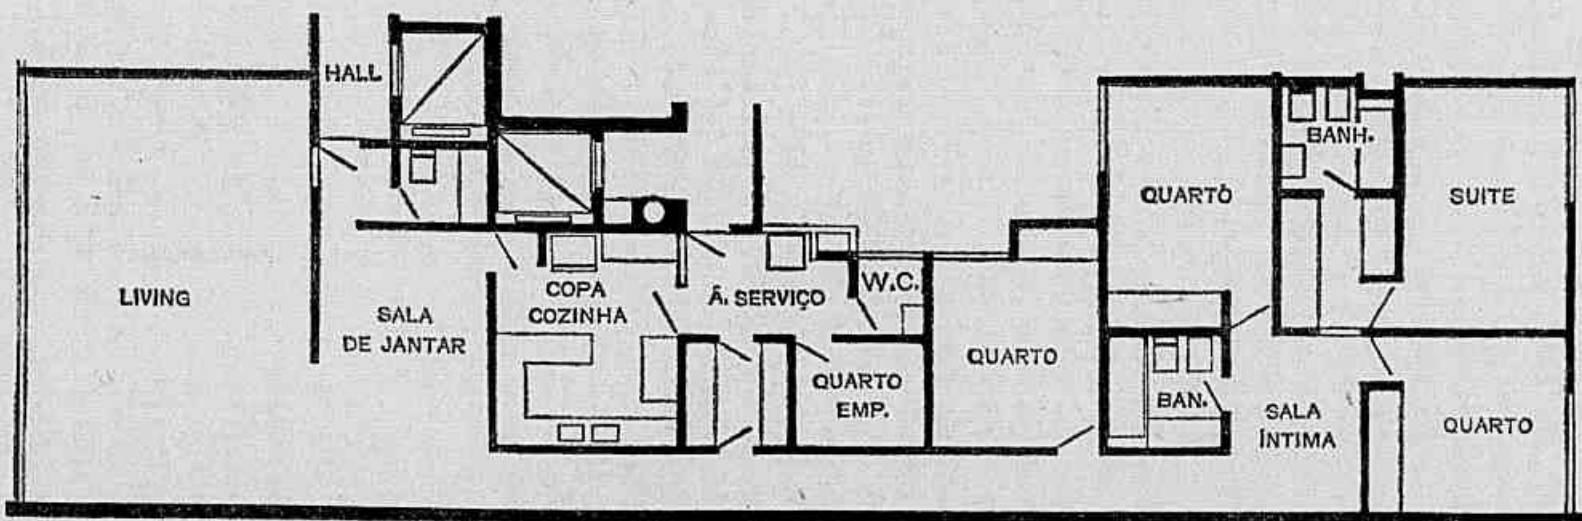 HALL
BANH.
QUARTO
SUITE
LIVING
COPA
COZINHA
Â. SERVIÇO
W.C.
SALA
DE JANTAR
QUARTO
QUARTO
EMP.
BAN.
SALA
ÍNTIMA
QUARTO